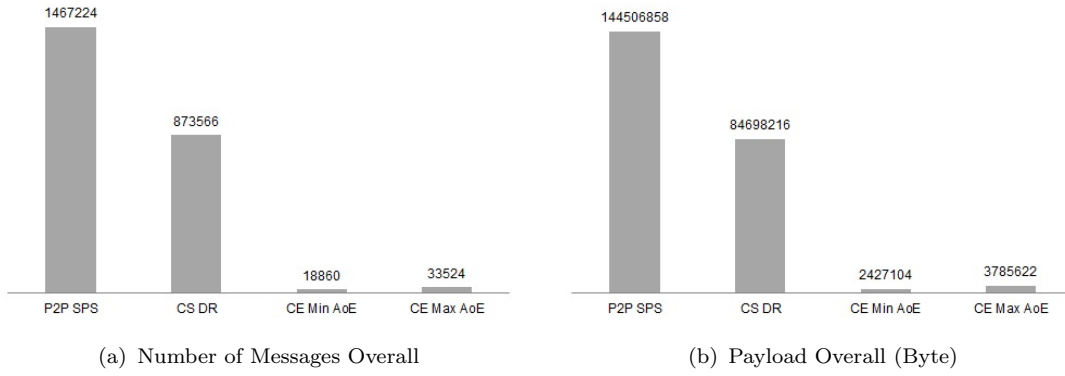 1467224
873566
18860
33524
P2P SPS
CS DR
CE Min AoE
CE Max AoE
(a) Number of Messages Overall
144506858
84698216
2427104
3785622
P2P SPS
CS DR
CE Min AoE
CE Max AoE
(b) Payload Overall (Byte)